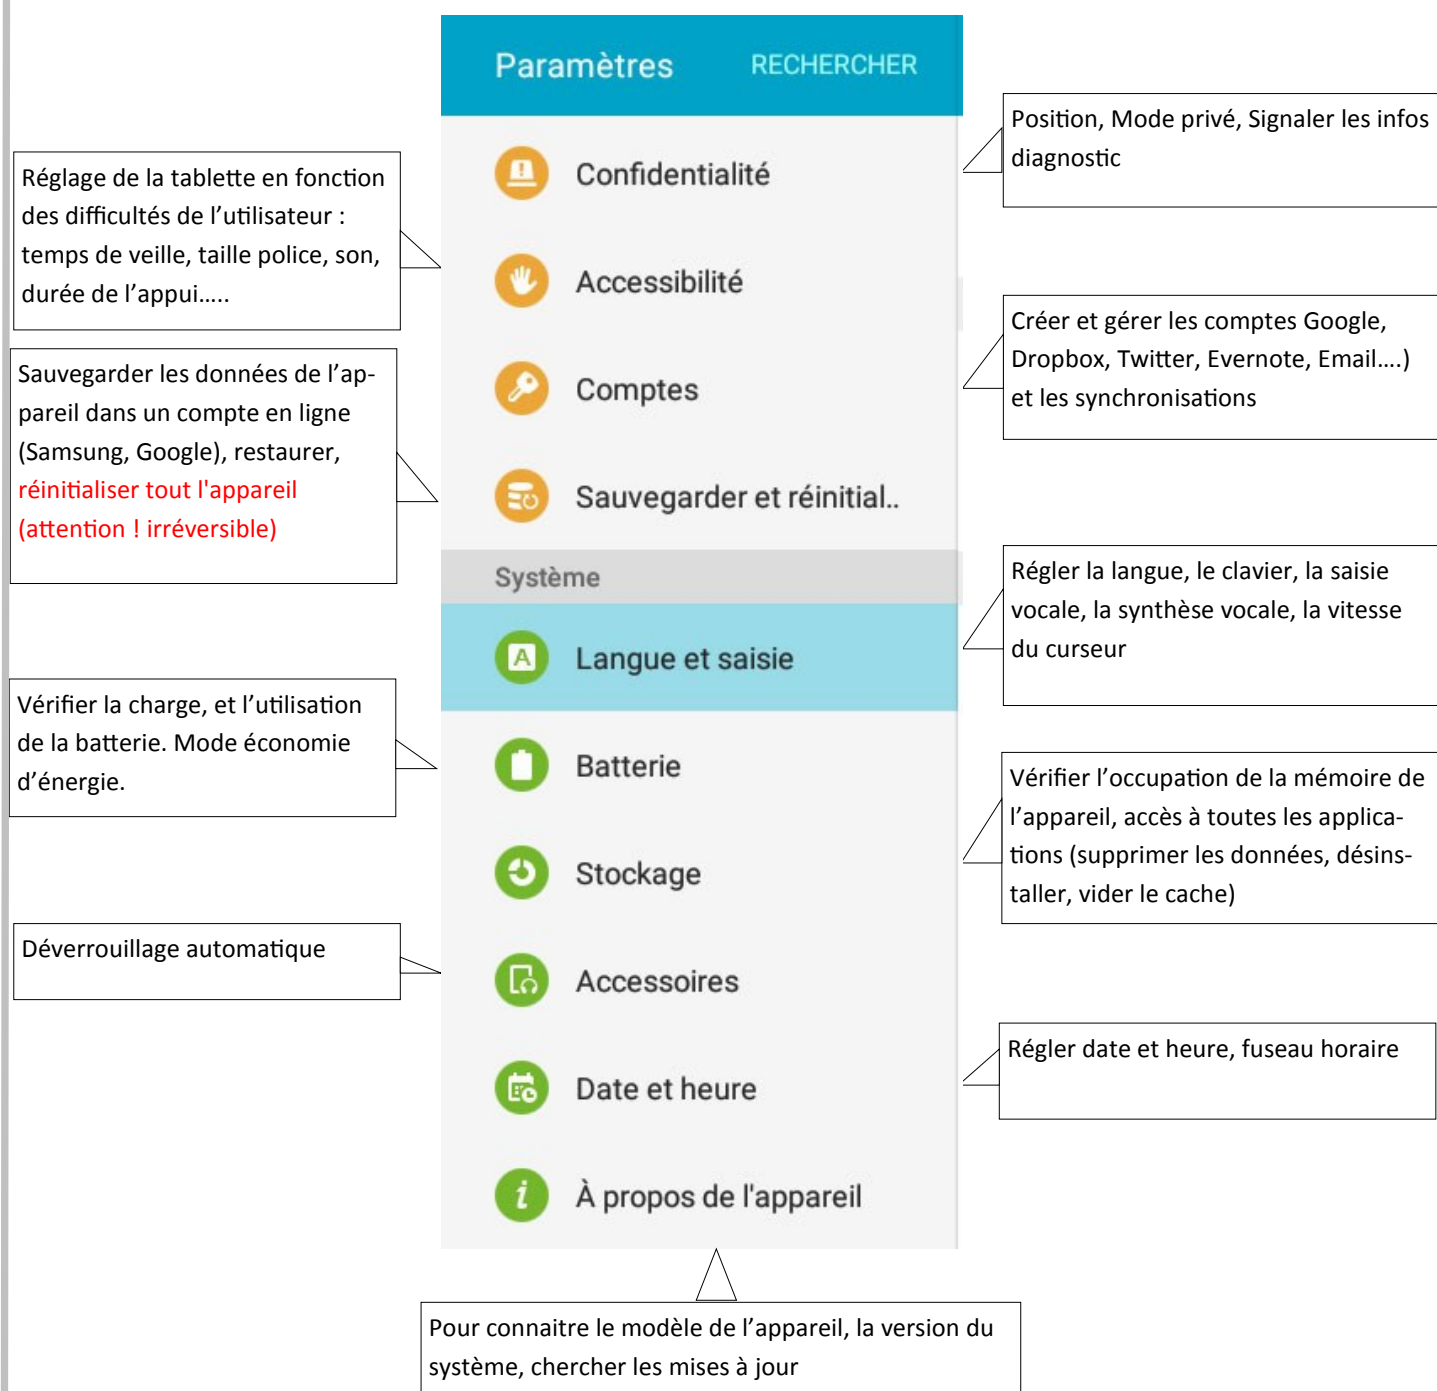 Paramètres RECHERCHER
Position, Mode privé, Signaler les infos
diagnostic
Confidentialité
Réglage de la tablette en fonction
des difficultés de l’utilisateur :
temps de veille, taille police, son,
durée de l’appui…..
Accessibilité
Créer et gérer les comptes Google,
Dropbox, Twitter, Evernote, Email….)
et les synchronisations
Comptes
Sauvegarder les données de l’ap-
pareil dans un compte en ligne
(Samsung, Google), restaurer,
réinitialiser tout l'appareil
(attention ! irréversible)
Sauvegarder et réinitial..
Système
Régler la langue, le clavier, la saisie
vocale, la synthèse vocale, la vitesse
du curseur
Langue et saisie
Vérifier la charge, et l’utilisation
de la batterie. Mode économie
d’énergie.
Batterie
Vérifier l’occupation de la mémoire de
l’appareil, accès à toutes les applica-
tions (supprimer les données, désins-
taller, vider le cache)
Stockage
Déverrouillage automatique
Accessoires
Régler date et heure, fuseau horaire
Date et heure
À propos de l'appareil
Pour connaitre le modèle de l’appareil, la version du
système, chercher les mises à jour